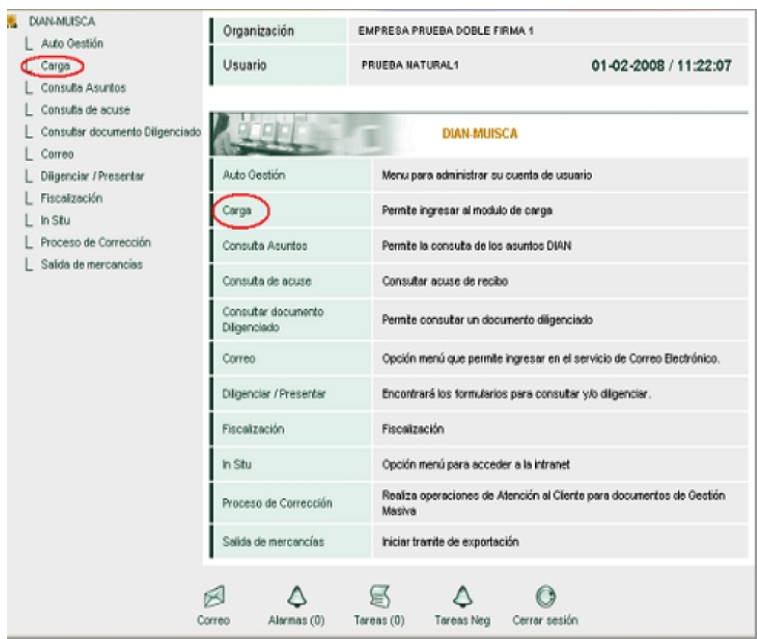 DIAN-MUISCA
Auto Gestión
Carga
Consulta Asuntos
Consulta de acuse
Consultar documento Diligenciado
Correo
Diligenciar / Presentar
Fiscalización
In Situ
Proceso de Corrección
Salida de mercancías
Organización EMPRESA PRUEBA DOBLE FIRMA 1
Usuario PRUEBA NATURAL1 01-02-2008 / 11:22:07
DIAN-MUISCA
Auto Gestión Menu para administrar su cuenta de usuario
Carga Permite ingresar al modulo de carga
Consulta Asuntos Permite la consulta de los asuntos DIAN
Consulta de acuse Consultar acuse de recibo
Consultar documento
Diligenciado Permite consultar un documento diligenciado
Correo Opción menú que permite ingresar en el servicio de Correo Electrónico.
Diligenciar / Presentar Encontrará los formularios para consultar y/o diligenciar.
Fiscalización Fiscalización
In Situ Opción menú para acceder a la intranet
Proceso de Corrección Realiza operaciones de Atención al Cliente para documentos de Gestión
Masiva
Salida de mercancías Iniciar tramite de exportación
Correo Alarmas (0) Tareas (0) Tareas Neg Cerrar sesión